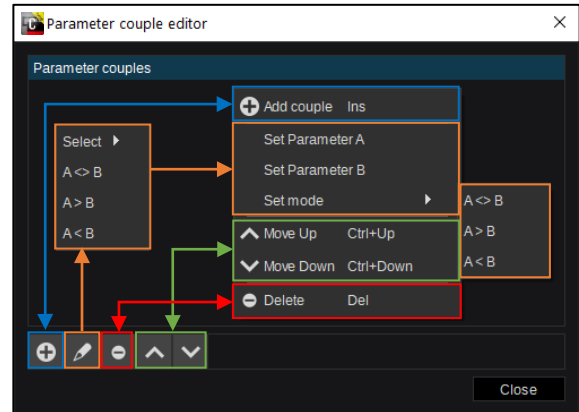 Parameter couple editor
Parameter couples
Add couple Ins
Select
A <> B
A > B
A < B
Set Parameter A
Set Parameter B
Set mode
A <> B
A > B
A < B
Move Up Ctrl+Up
Move Down Ctrl+Down
Delete Del
Close